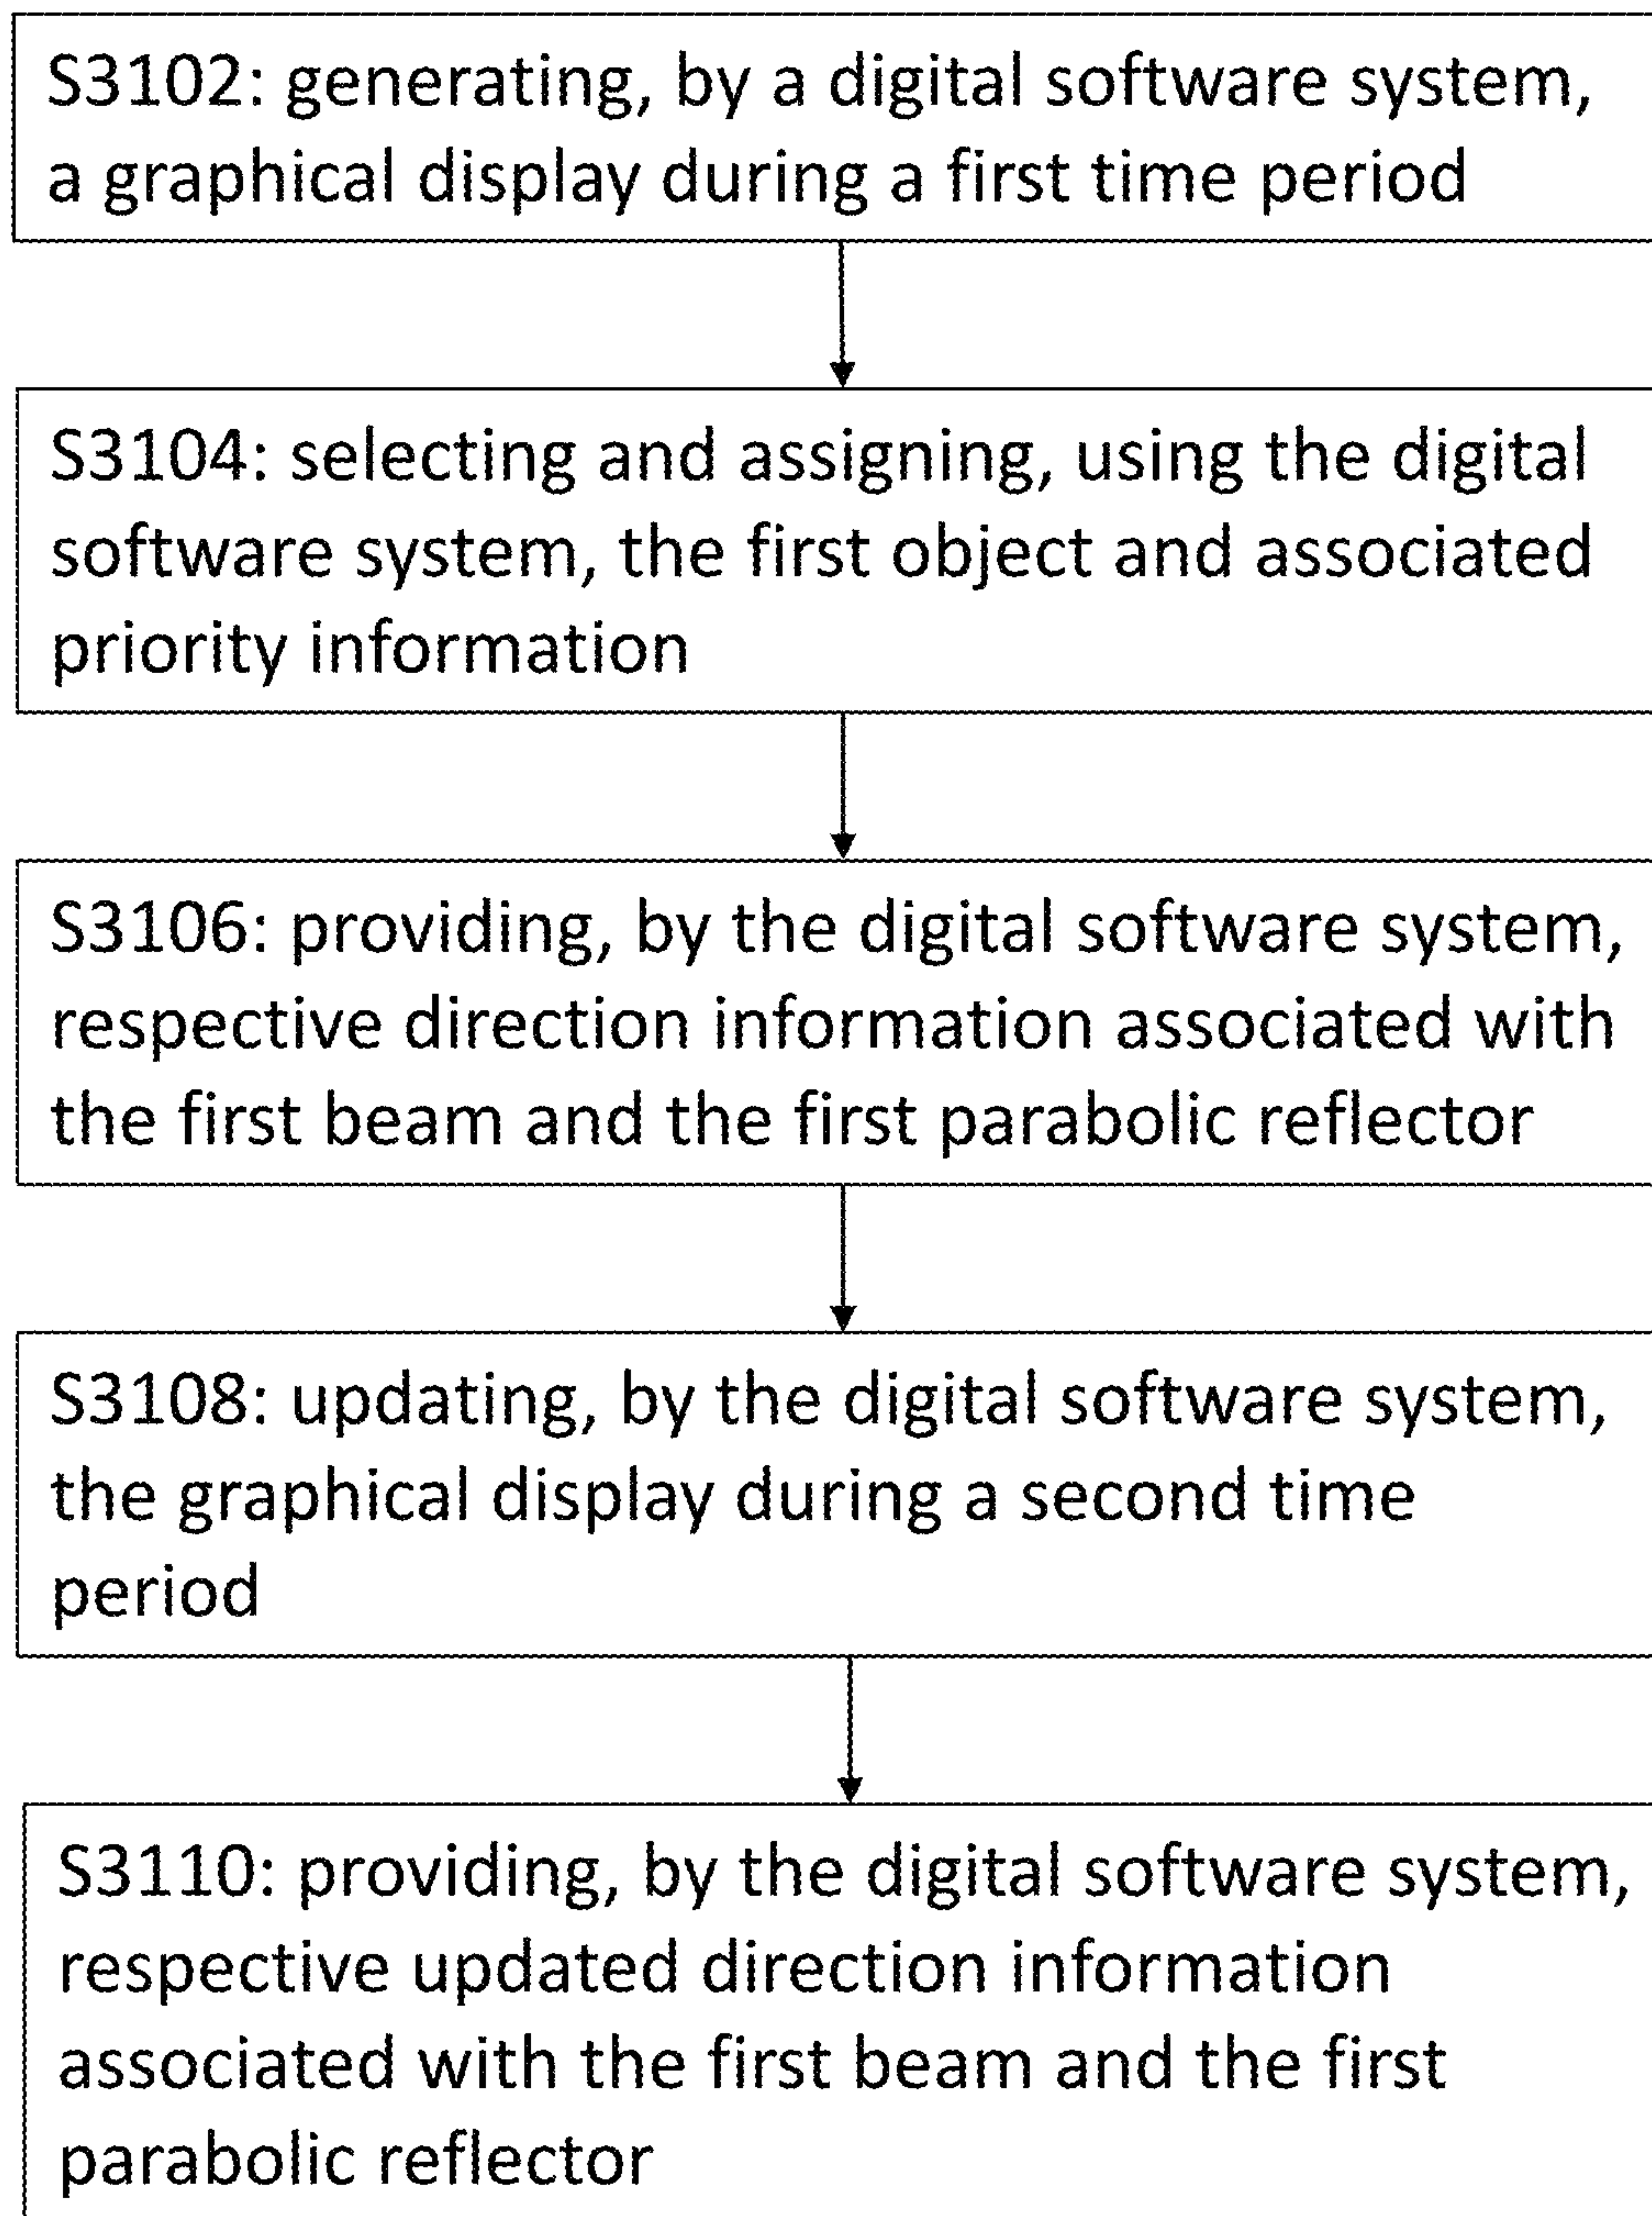 S3102: generating, by a digital software system,
a graphical display during a first time period
S3104: selecting and assigning, using the digital
software system, the first object and associated
priority information
S3106: providing, by the digital software system,
respective direction information associated with
the first beam and the first parabolic reflector
S3108: updating, by the digital software system,
the graphical display during a second time
period
S3110: providing, by the digital software system,
respective updated direction information
associated with the first beam and the first
parabolic reflector